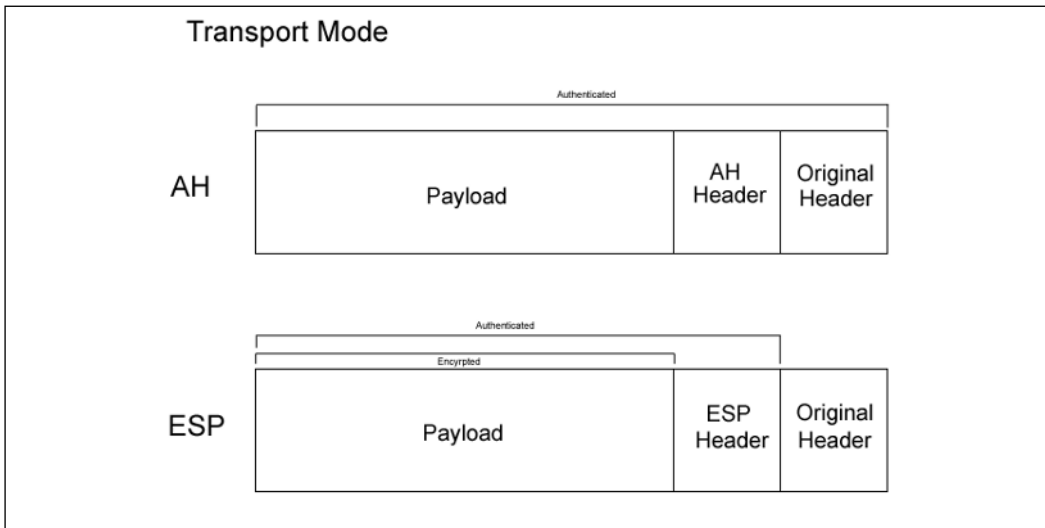 Transport Mode
Authenticated
AH
Payload
AH
Header
Original
Header
Authenticated
Encyrpted
ESP
Payload
ESP
Header
Original
Header